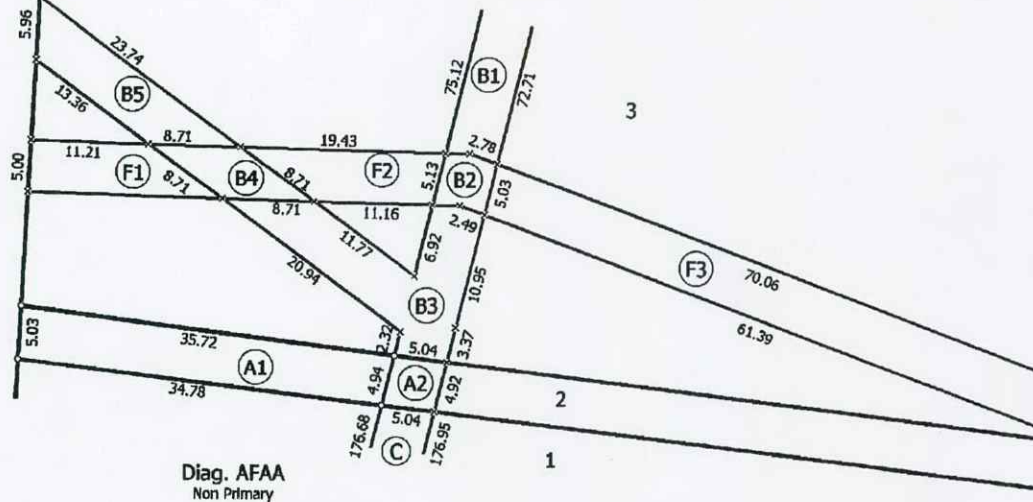 5.96
23.74
75.12
B1
72.71
3
B5
13.36
8.71
19.43
2.78
11.21
F1
5.00
8.71
B4
8.71
F2
5.13
B2
5.03
8.71
11.16
2.49
11.77
6.92
20.94
10.95
F3
70.06
61.39
B3
5.03
35.72
2.32
5.04
3.37
A1
4.94
A2
4.92
34.78
5.04
2
176.68
C
176.95
1
Diag. AFAA
Non Primary